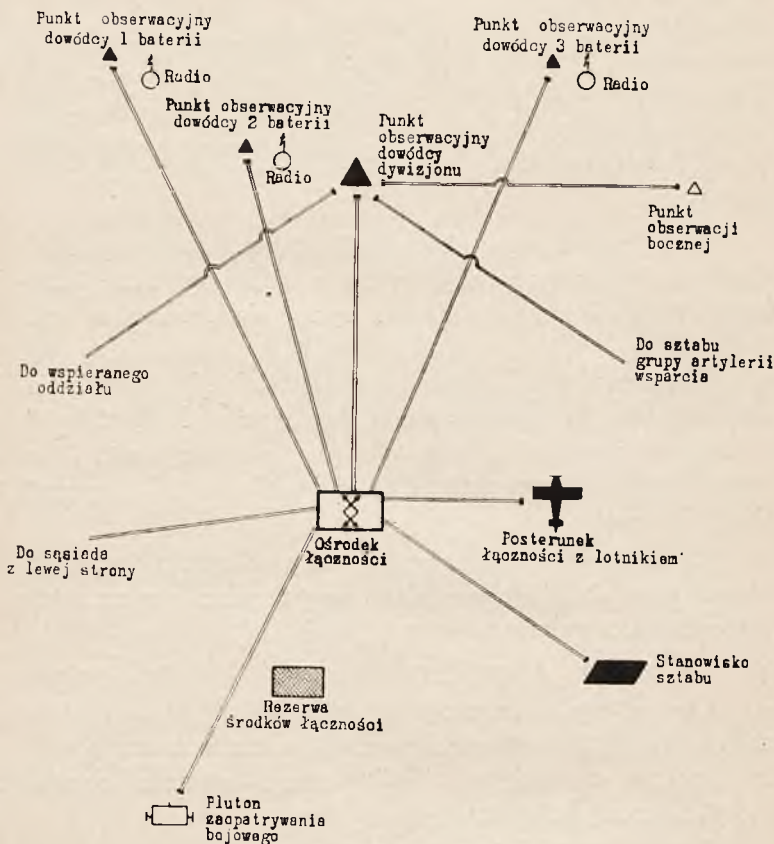 Punkt obserwacyjny
dowódcy 1 baterii
Radio
Punkt obserwacyjny
dowódcy 3 baterii
Radio
Punkt obserwacyjny
dowódcy 2 baterii
Radio
Punkt
obserwacyjny
dowódcy
dywizjonu
Punkt
obserwacji
bocznej
Do wspieranego
oddziału
Do sztabu
grupy artylerii
wsparcia
Ośrodek
łączności
Posterunek
łączności z lotnikiem
Do sąsiada
z lewej strony
Stanowisko
sztabu
Rezerwa
środków łączności
Pluton
zaopatrywania
bojowego